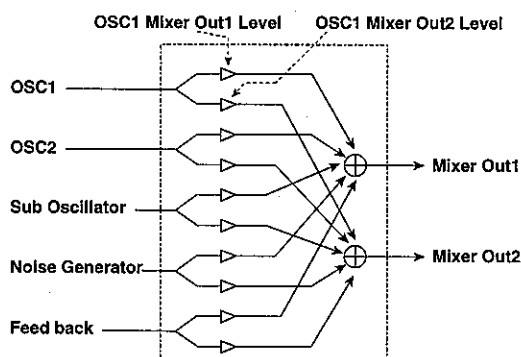 OSC1 Mixer Out1 Level
OSC1 Mixer Out2 Level
OSC1
OSC2
Sub Oscillator
Noise Generator
Feed back
Mixer Out1
Mixer Out2